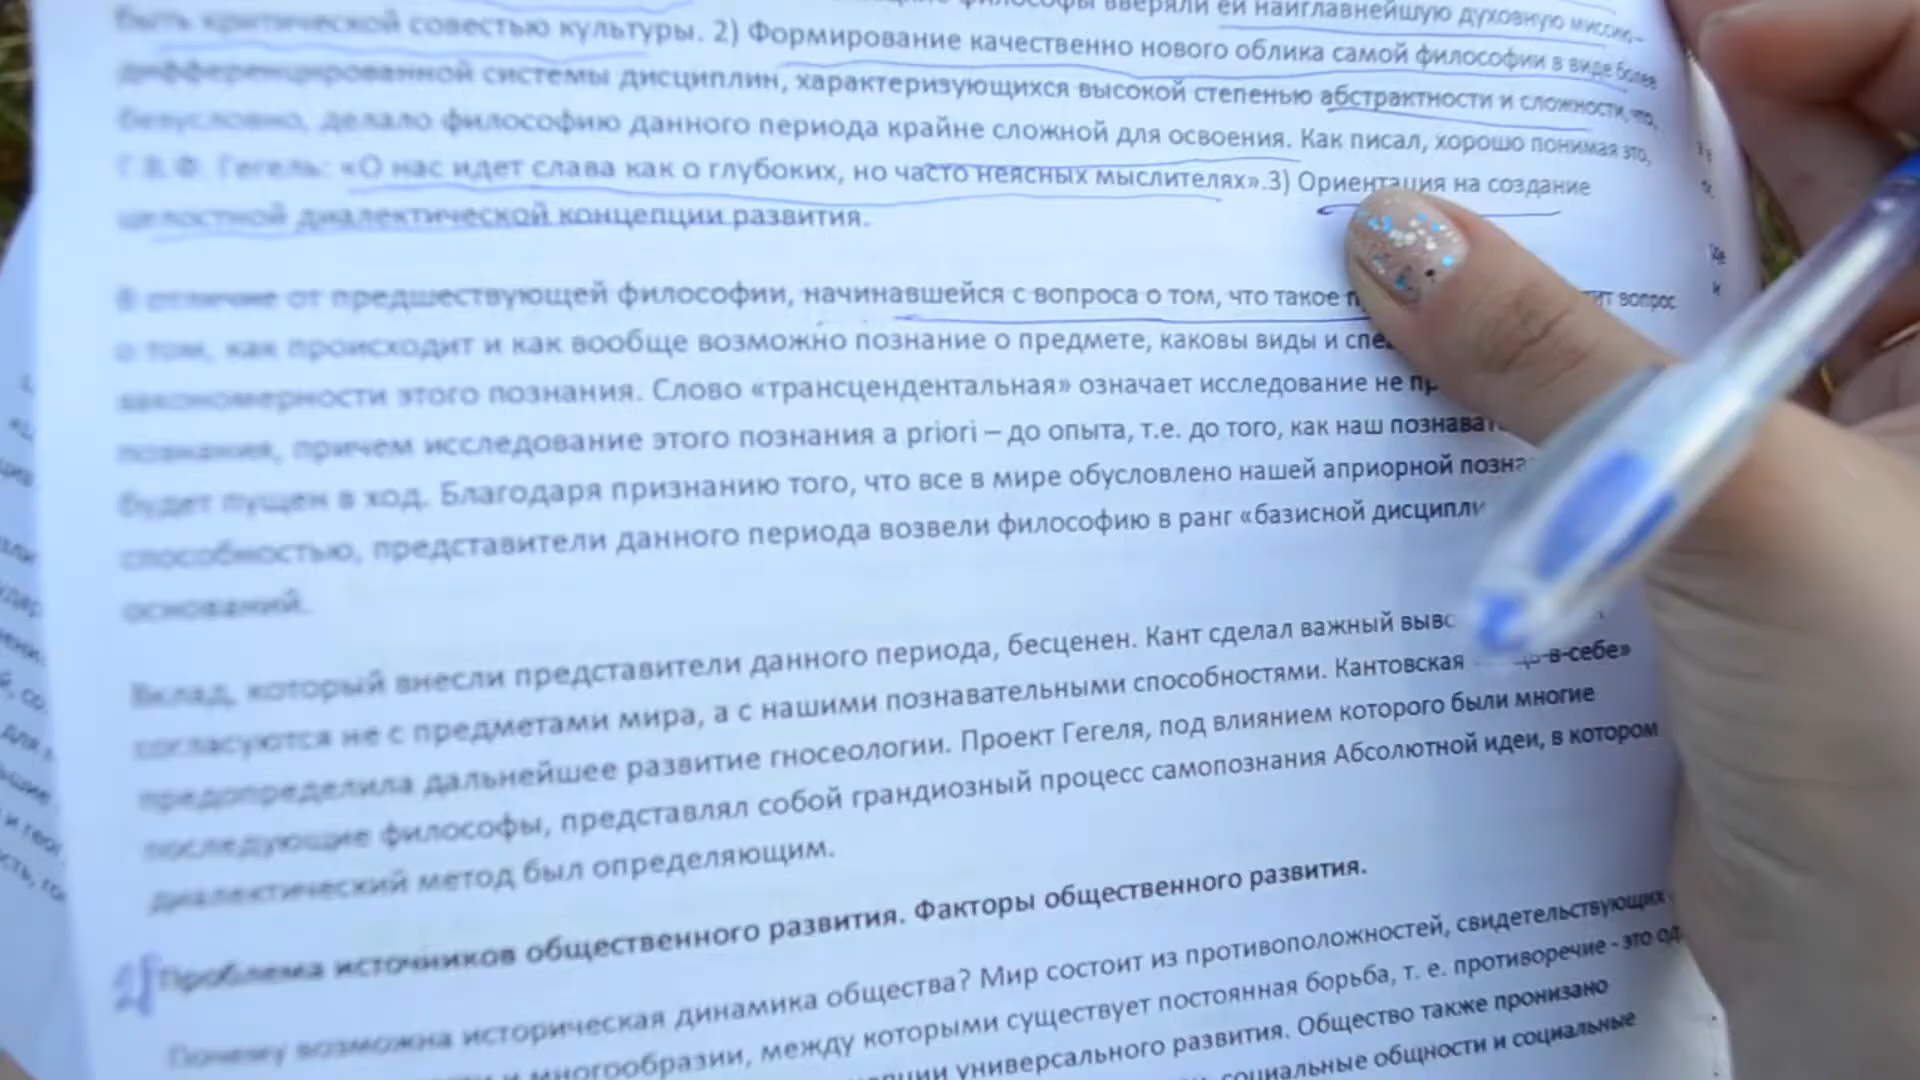 философы вверяли ей наиглавнейшую духовную миссию –
быть критической совестью культуры. 2) Формирование качественно нового облика самой философии в виде более
дифференцированной системы дисциплин, характеризующихся высокой степенью абстрактности и сложности, что,
безусловно, делало философию данного периода крайне сложной для освоения. Как писал, хорошо понимая это,
Г.В.Ф. Гегель: «О нас идет слава как о глубоких, но часто неясных мыслителях».3) Ориентация на создание
целостной диалектической концепции развития.
В отличие от предшествующей философии, начинавшейся с вопроса о том, что такое вопрос
о том, как происходит и как вообще возможно познание о предмете, каковы виды и
закономерности этого познания. Слово «трансцендентальная» означает исследование не
познания, причем исследование этого познания a priori – до опыта, т.е. до того, как наш
будет пущен в ход. Благодаря признанию того, что все в мире обусловлено нашей априорной
способностью, представители данного периода возвели философию в ранг «базисной
оснований.
Вклад, который внесли представители данного периода, бесценен. Кант сделал важный
согласуются не с предметами мира, а с нашими познавательными способностями. Кантовская в-себе»
предопределила дальнейшее развитие гносеологии. Проект Гегеля, под влиянием которого были многие
последующие философы, представлял собой грандиозный процесс самопознания Абсолютной идеи, в котором
диалектический метод был определяющим.
Проблема источников общественного развития. Факторы общественного развития.
Почему возможна историческая динамика общества? Мир состоит из противоположностей, свидетельствующих
и многообразии, между которыми существует постоянная борьба, т. е. противоречие - это
универсального развития. Общество также пронизано
социальные общности и социальные